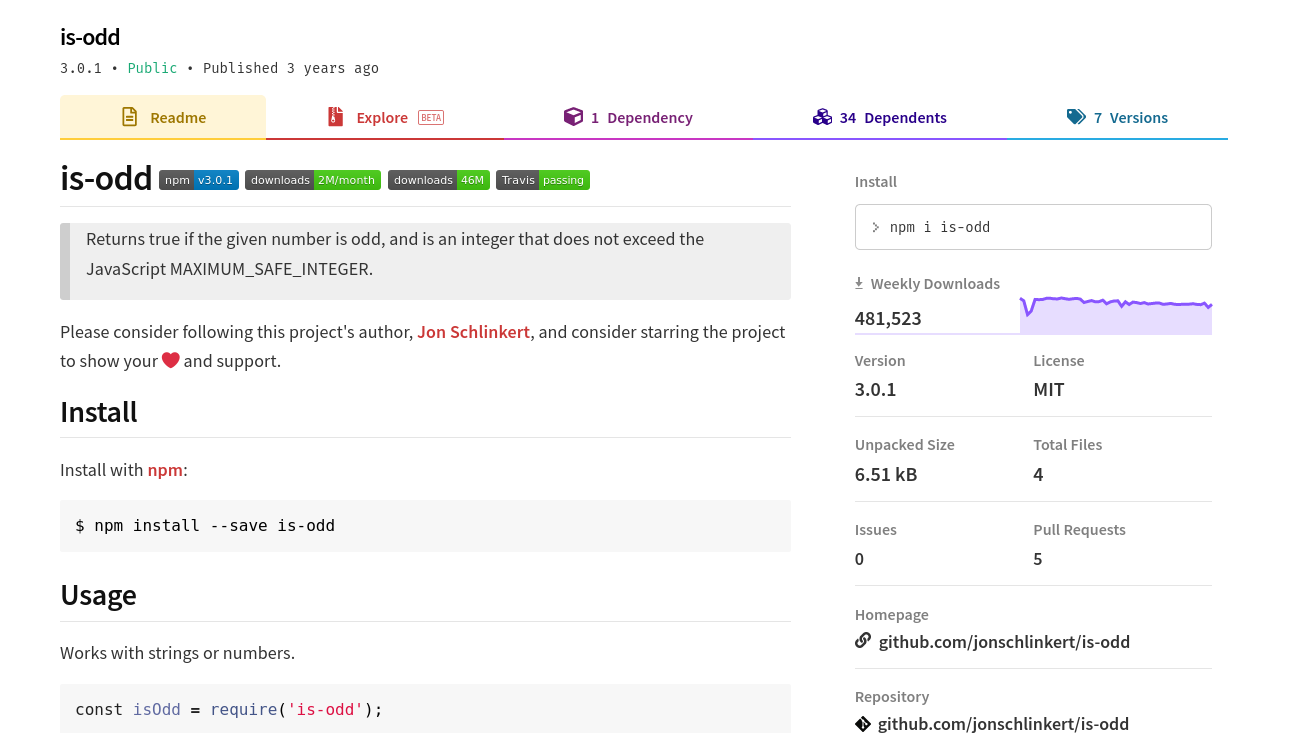 is-odd
3.0.1 • Public • Published 3 years ago
Readme
Explore BETA
1 Dependency
34 Dependents
7 Versions
is-odd npm v3.0.1 downloads 2M/month downloads 46M Travis passing
Returns true if the given number is odd, and is an integer that does not exceed the
JavaScript MAXIMUM_SAFE_INTEGER.
Please consider following this project's author, Jon Schlinkert, and consider starring the project
to show your ❤ and support.
Install
Install with npm:
$ npm install --save is-odd
Usage
Works with strings or numbers.
const isOdd = require('is-odd');
Install
> npm i is-odd
Weekly Downloads
481,523
Version
3.0.1
License
MIT
Unpacked Size
6.51 kB
Total Files
4
Issues
0
Pull Requests
5
Homepage
github.com/jonschlinkert/is-odd
Repository
github.com/jonschlinkert/is-odd